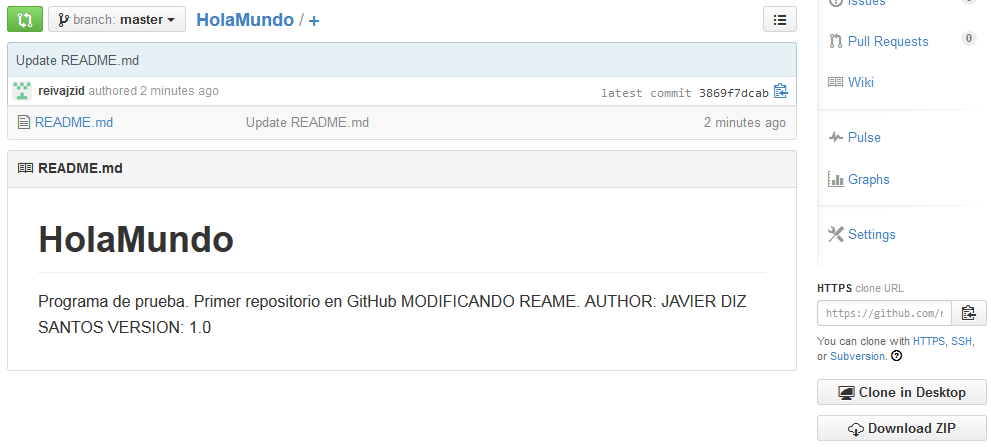 branch: master
HolaMundo / +
Update README.md
reivajzid authored 2 minutes ago
latest commit 3869f7dcab
README.md
Update README.md
2 minutes ago
README.md
HolaMundo
Programa de prueba. Primer repositorio en GitHub MODIFICANDO REAME. AUTHOR: JAVIER DIZ
SANTOS VERSION: 1.0
Issues
Pull Requests
0
Wiki
Pulse
Graphs
Settings
HTTPS clone URL
https://github.com/r
You can clone with HTTPS, SSH,
or Subversion. ?
Clone in Desktop
Download ZIP